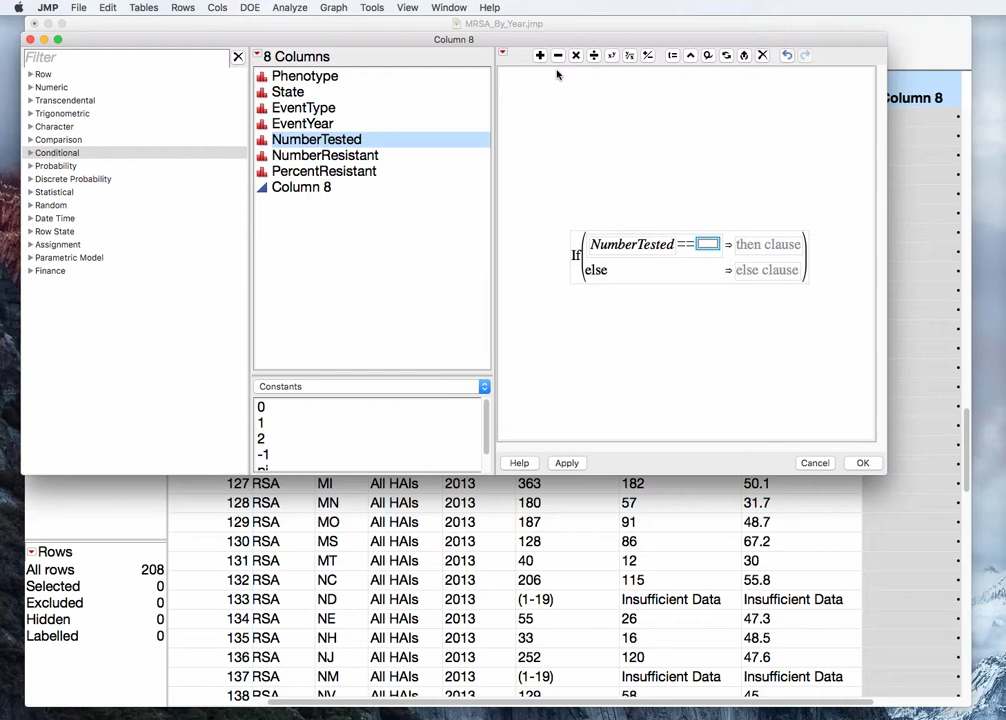 JMP File Edit Tables Rows Cols DOE Analyze Graph Tools View Window Help
MRSA_By_Year.jmp
Column 8
Filter
Row
Numeric
Transcendental
Trigonometric
Character
Comparison
Conditional
Probability
Discrete Probability
Statistical
Random
Date Time
Row State
Assignment
Parametric Model
Finance
8 Columns
Phenotype
State
EventType
EventYear
NumberTested
NumberResistant
PercentResistant
Column 8
Constants
0
1
2
-1
pi
If NumberTested == ⇒ then clause
else ⇒ else clause
Help Apply Cancel OK
Column 8
Rows
All rows 208
Selected 0
Excluded 0
Hidden 0
Labelled 0
127 RSA MI All HAIs 2013 363 182 50.1
128 RSA MN All HAIs 2013 180 57 31.7
129 RSA MO All HAIs 2013 187 91 48.7
130 RSA MS All HAIs 2013 128 86 67.2
131 RSA MT All HAIs 2013 40 12 30
132 RSA NC All HAIs 2013 206 115 55.8
133 RSA ND All HAIs 2013 (1-19) Insufficient Data Insufficient Data
134 RSA NE All HAIs 2013 55 26 47.3
135 RSA NH All HAIs 2013 33 16 48.5
136 RSA NJ All HAIs 2013 252 120 47.6
137 RSA NM All HAIs 2013 (1-19) Insufficient Data Insufficient Data
138 RSA NV All HAIs 2013 129 58 45